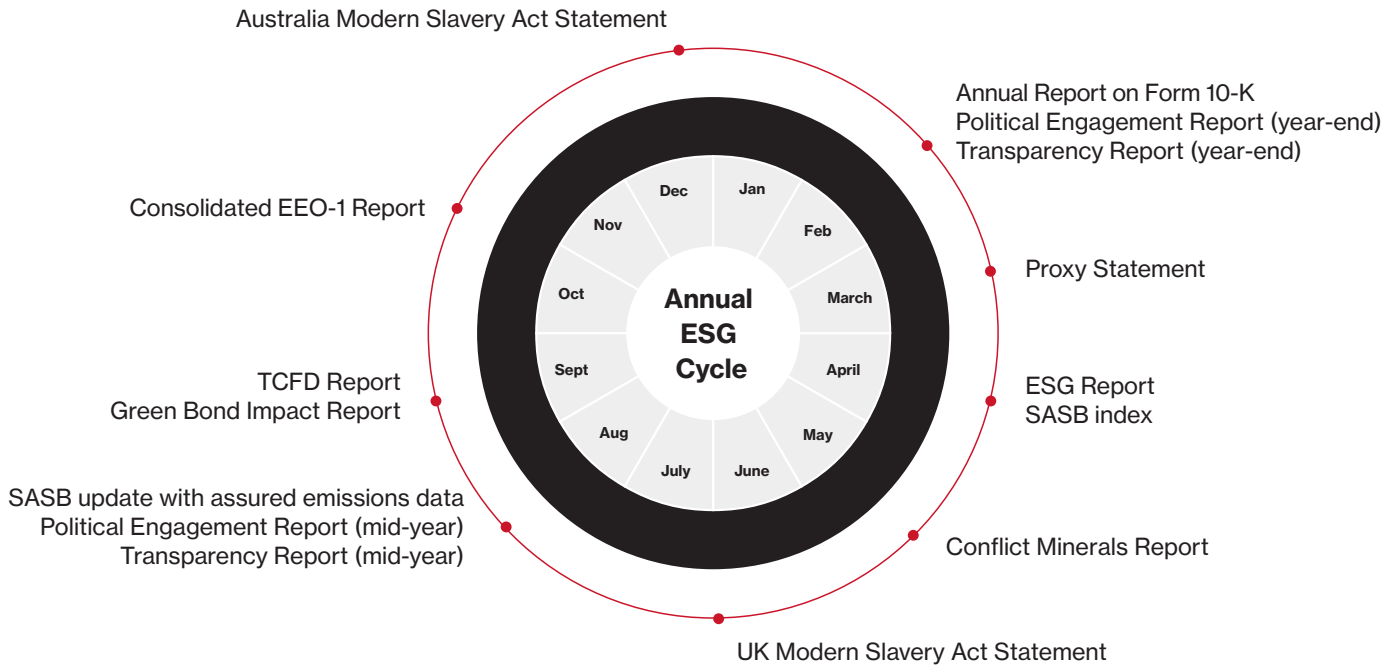 Australia Modern Slavery Act Statement
Annual Report on Form 10-K
Political Engagement Report (year-end)
Transparency Report (year-end)
Proxy Statement
ESG Report
SASB index
Conflict Minerals Report
UK Modern Slavery Act Statement
SASB update with assured emissions data
Political Engagement Report (mid-year)
Transparency Report (mid-year)
TCFD Report
Green Bond Impact Report
Consolidated EEO-1 Report
Jan
Feb
March
April
May
June
July
Aug
Sept
Oct
Nov
Dec
Annual
ESG
Cycle